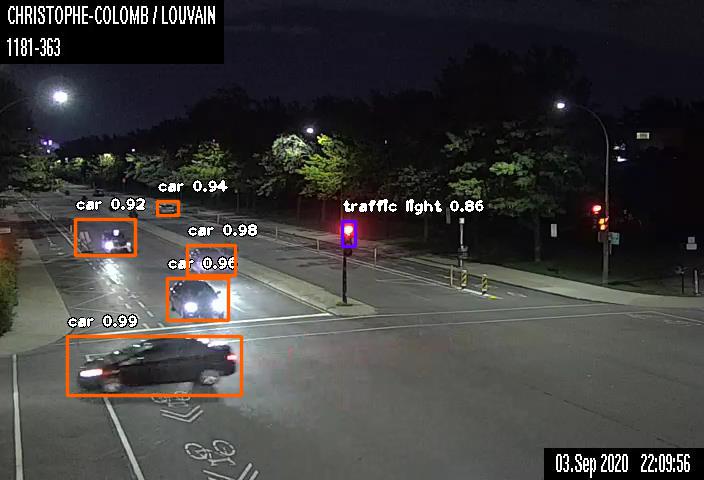 CHRISTOPHE-COLOMB / LOUVAIN
1181-363
car 0.94
car 0.92
traffic light 0.86
car 0.98
car 0.96
car 0.99
03.Sep 2020 22:09:56